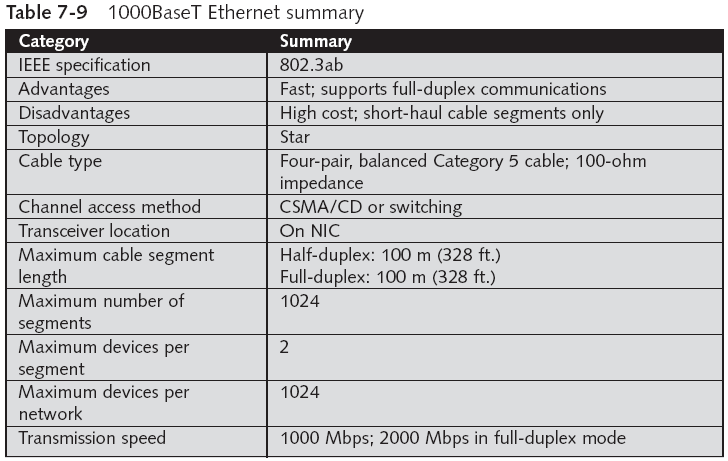 Table 7-9 1000BaseT Ethernet summary
Category Summary
IEEE specification 802.3ab
Advantages Fast; supports full-duplex communications
Disadvantages High cost; short-haul cable segments only
Topology Star
Cable type Four-pair, balanced Category 5 cable; 100-ohm
impedance
Channel access method CSMA/CD or switching
Transceiver location On NIC
Maximum cable segment Half-duplex: 100 m (328 ft.)
length Full-duplex: 100 m (328 ft.)
Maximum number of 1024
segments
Maximum devices per 2
segment
Maximum devices per 1024
network
Transmission speed 1000 Mbps; 2000 Mbps in full-duplex mode